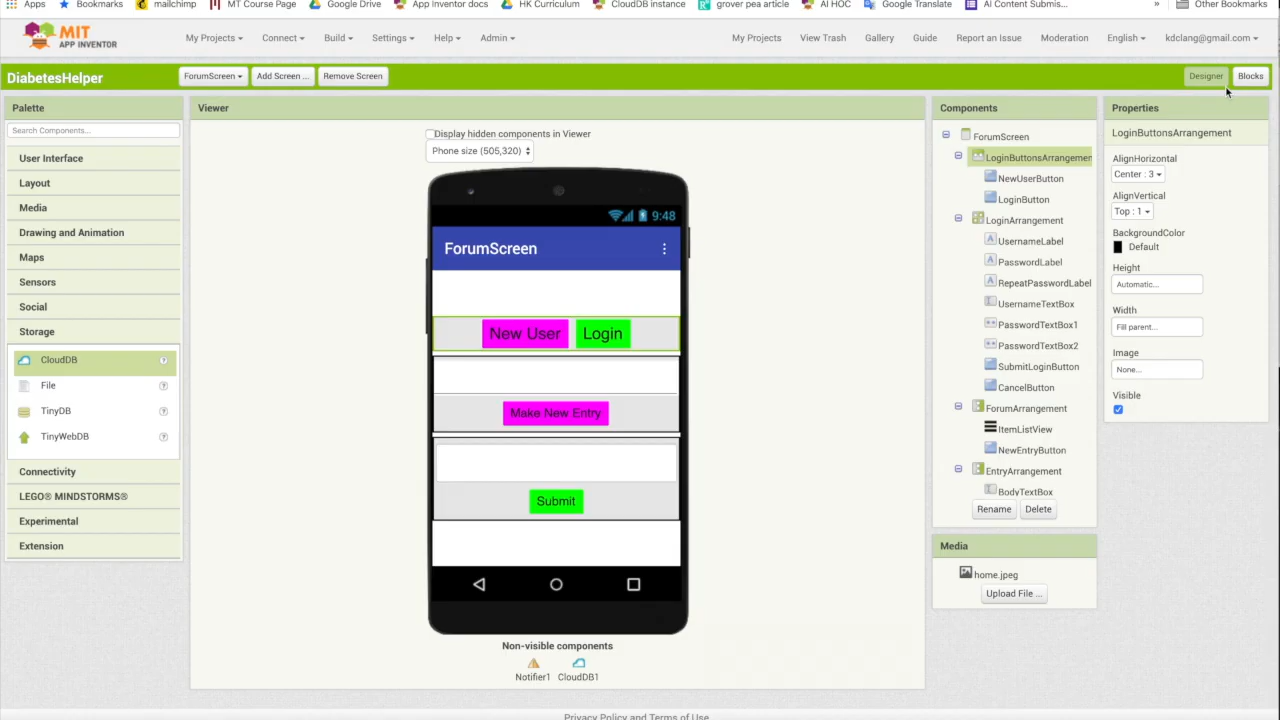 Apps Bookmarks mailchimp MT Course Page Google Drive App Inventor docs HK Curriculum CloudDB instance grover pea article AI HOC Google Translate AI Content Submis... » Other Bookmarks
MIT
APP INVENTOR
My Projects Connect Build Settings Help Admin My Projects View Trash Gallery Guide Report an Issue Moderation English kdclang@gmail.com
DiabetesHelper ForumScreen Add Screen ... Remove Screen Designer Blocks
Palette
Search Components...
User Interface
Layout
Media
Drawing and Animation
Maps
Sensors
Social
Storage
CloudDB ?
File ?
TinyDB ?
TinyWebDB ?
Connectivity
LEGO® MINDSTORMS®
Experimental
Extension
Viewer
Display hidden components in Viewer
Phone size (505,320)
9:48
ForumScreen
New User Login
Make New Entry
Submit
Non-visible components
Notifier1 CloudDB1
Components
ForumScreen
LoginButtonsArrangemen
NewUserButton
LoginButton
LoginArrangement
UsernameLabel
PasswordLabel
RepeatPasswordLabel
UsernameTextBox
PasswordTextBox1
PasswordTextBox2
SubmitLoginButton
CancelButton
ForumArrangement
ItemListView
NewEntryButton
EntryArrangement
BodyTextBox
Rename Delete
Media
home.jpeg
Upload File ...
Properties
LoginButtonsArrangement
AlignHorizontal
Center : 3
AlignVertical
Top : 1
BackgroundColor
Default
Height
Automatic...
Width
Fill parent...
Image
None...
Visible
Privacy Policy and Terms of Use